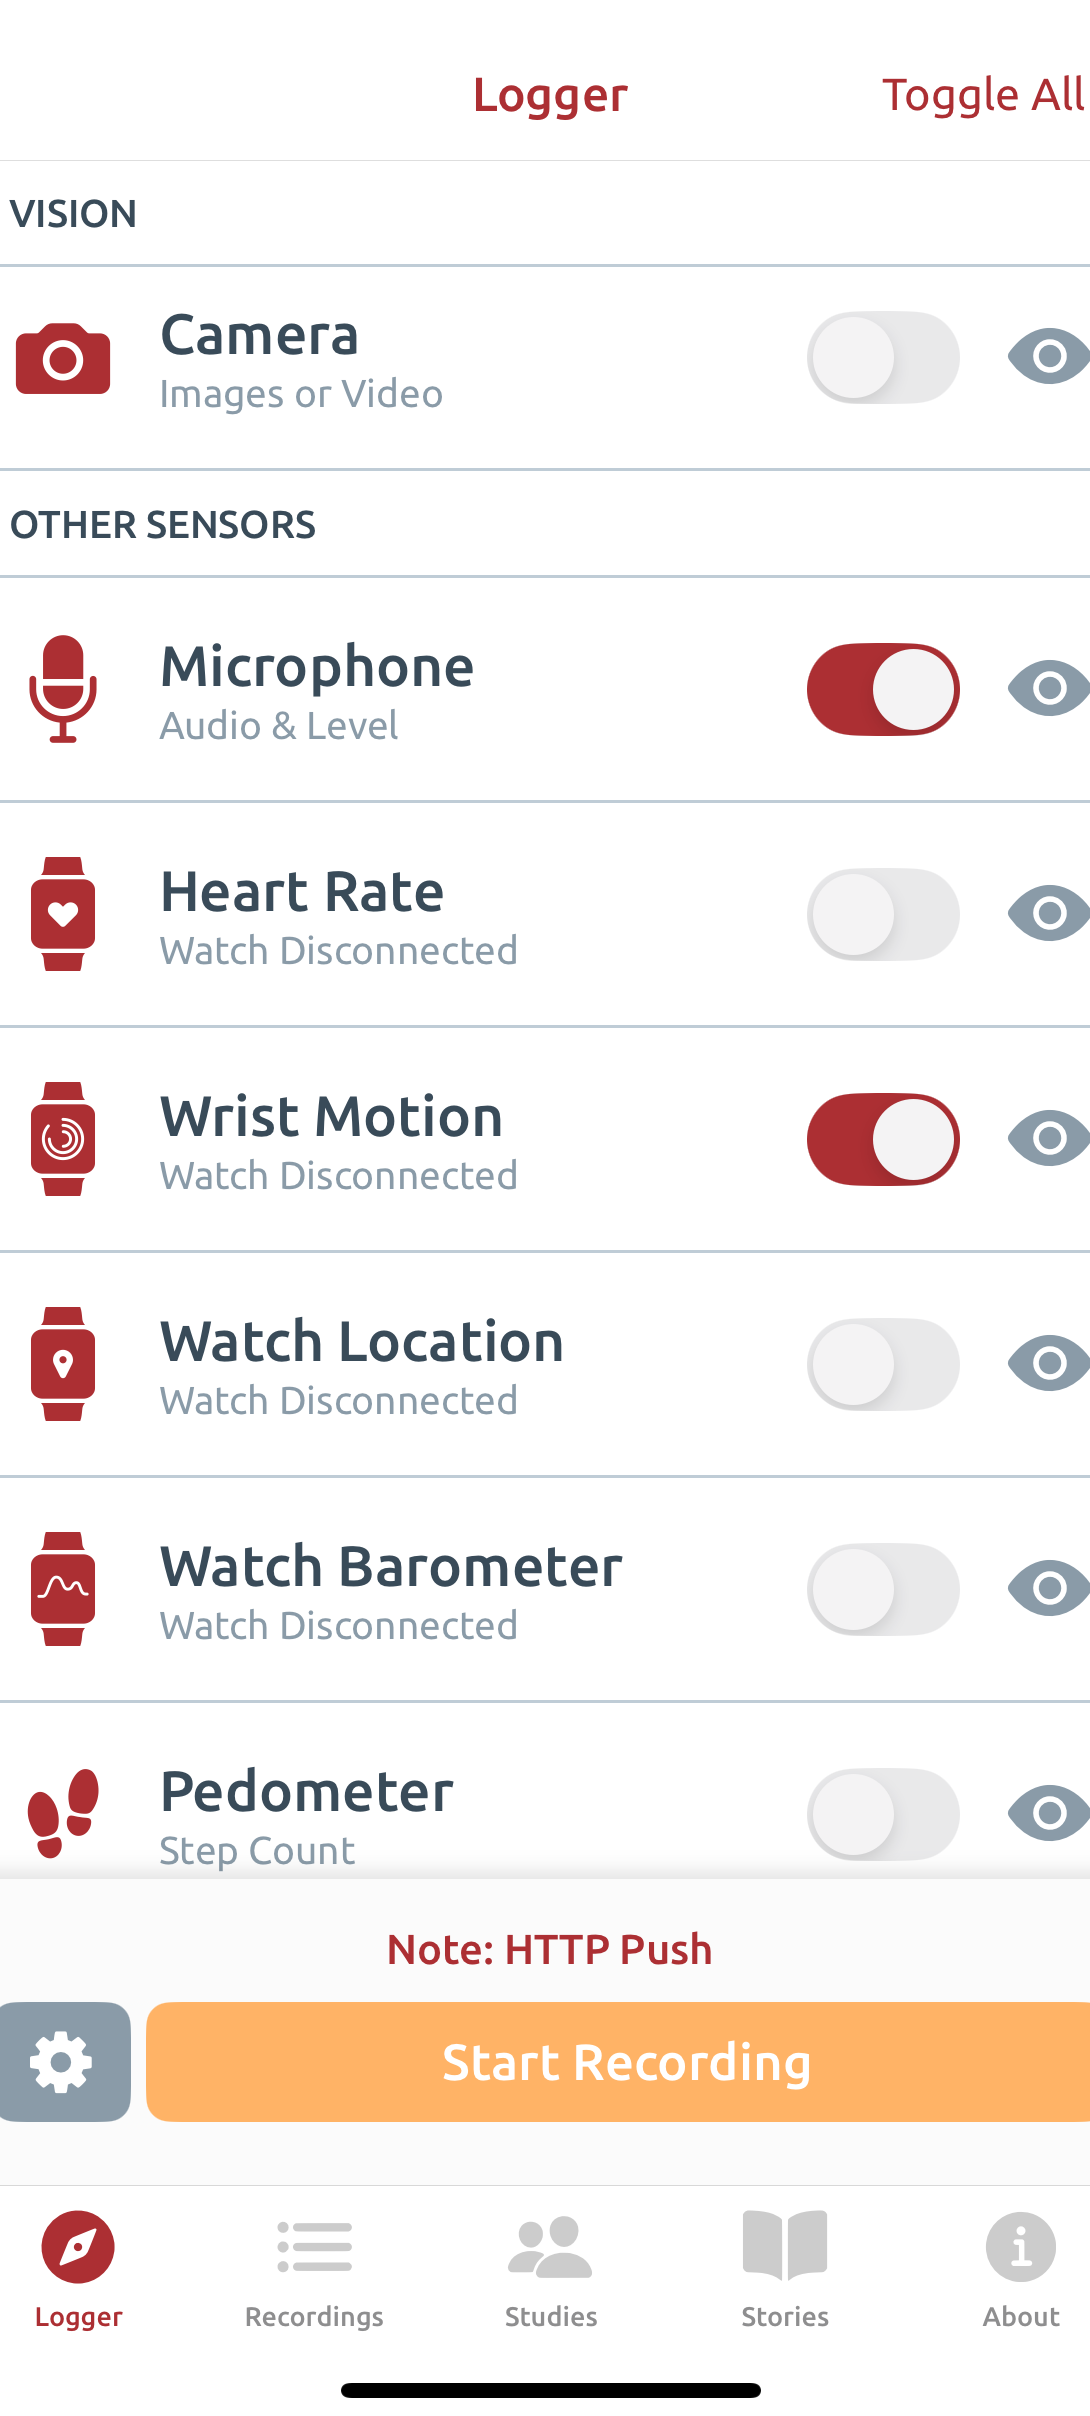 Logger
Toggle All
VISION
Camera
Images or Video
OTHER SENSORS
Microphone
Audio & Level
Heart Rate
Watch Disconnected
Wrist Motion
Watch Disconnected
Watch Location
Watch Disconnected
Watch Barometer
Watch Disconnected
Pedometer
Step Count
Note: HTTP Push
Start Recording
Logger
Recordings
Studies
Stories
About